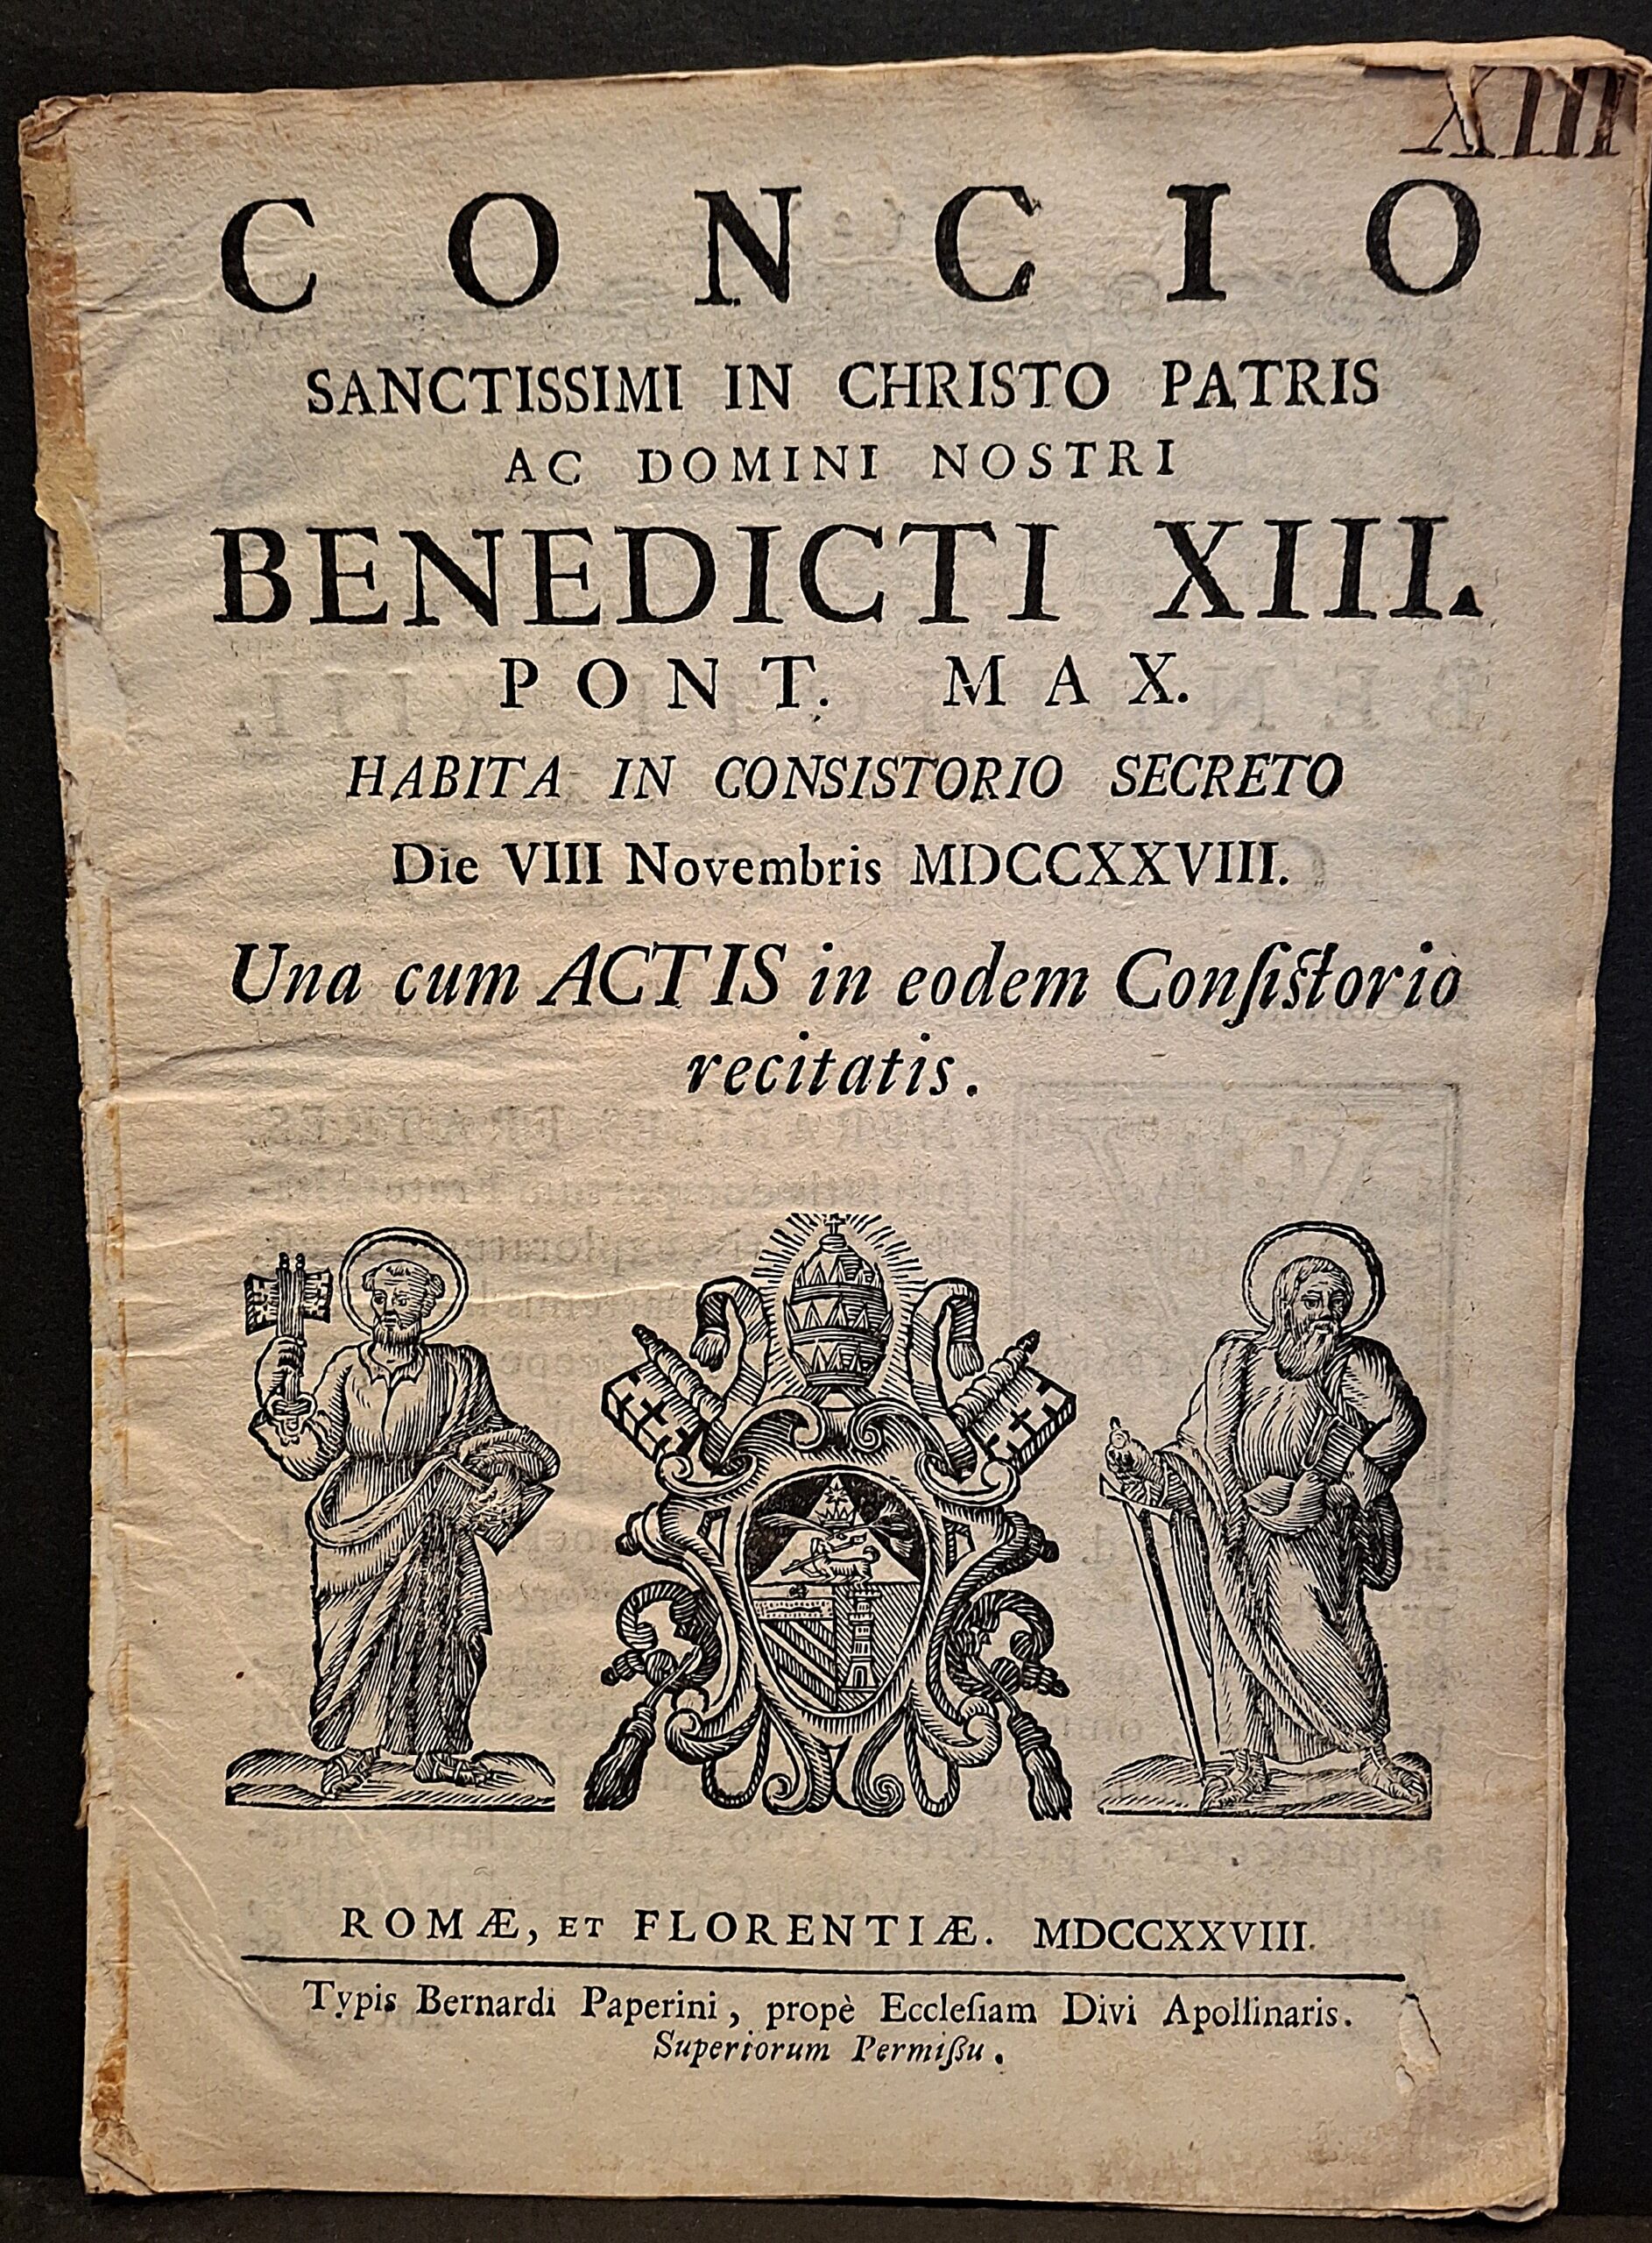 XIII
CONCIO
SANCTISSIMI IN CHRISTO PATRIS
AC DOMINI NOSTRI
BENEDICTI XIII.
PONT. MAX.
HABITA IN CONSISTORIO SECRETO
Die VIII Novembris MDCCXXVIII.
Una cum ACTIS in eodem Conſiſtorio
recitatis.
ROMÆ, ET FLORENTIÆ. MDCCXXVIII.
Typis Bernardi Paperini, propè Eccleſiam Divi Apollinaris.
Superiorum Permiſſu.